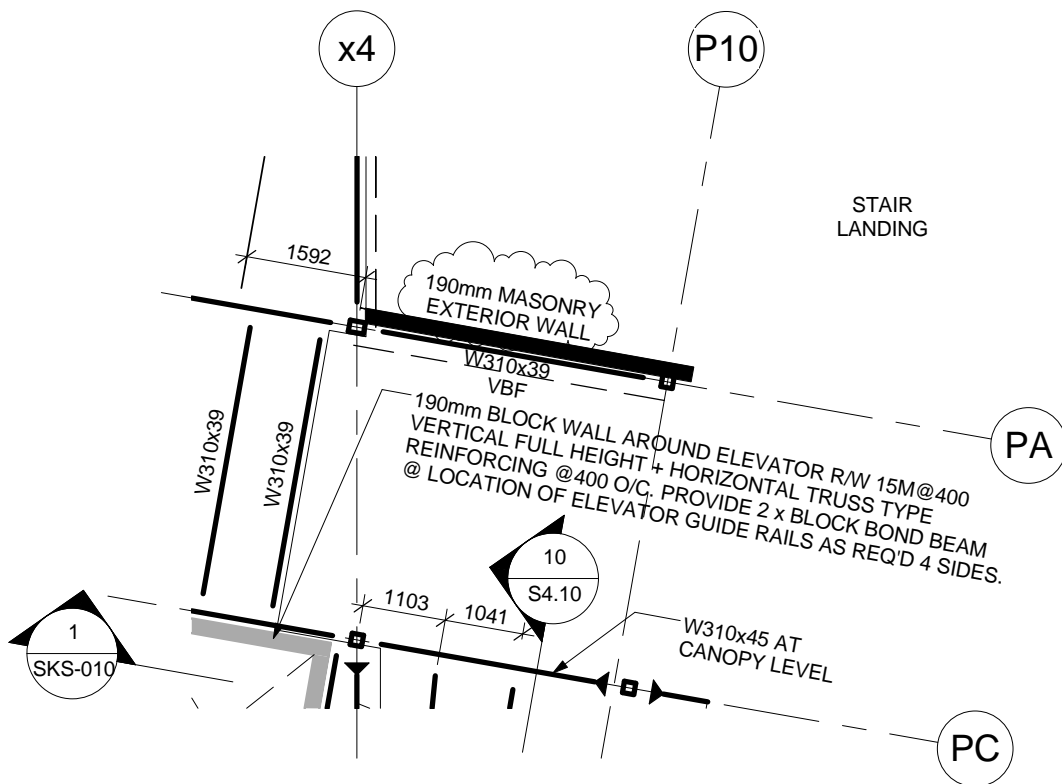 x4
P10
STAIR
LANDING
1592
190mm MASONRY
EXTERIOR WALL
W310x39
VBF
W310x39
W310x39
190mm BLOCK WALL AROUND ELEVATOR R/W 15M@400
VERTICAL FULL HEIGHT + HORIZONTAL TRUSS TYPE
REINFORCING @400 O/C. PROVIDE 2 x BLOCK BOND BEAM
@ LOCATION OF ELEVATOR GUIDE RAILS AS REQ'D 4 SIDES.
PA
10
S4.10
1103
1041
1
SKS-010
W310x45 AT
CANOPY LEVEL
PC